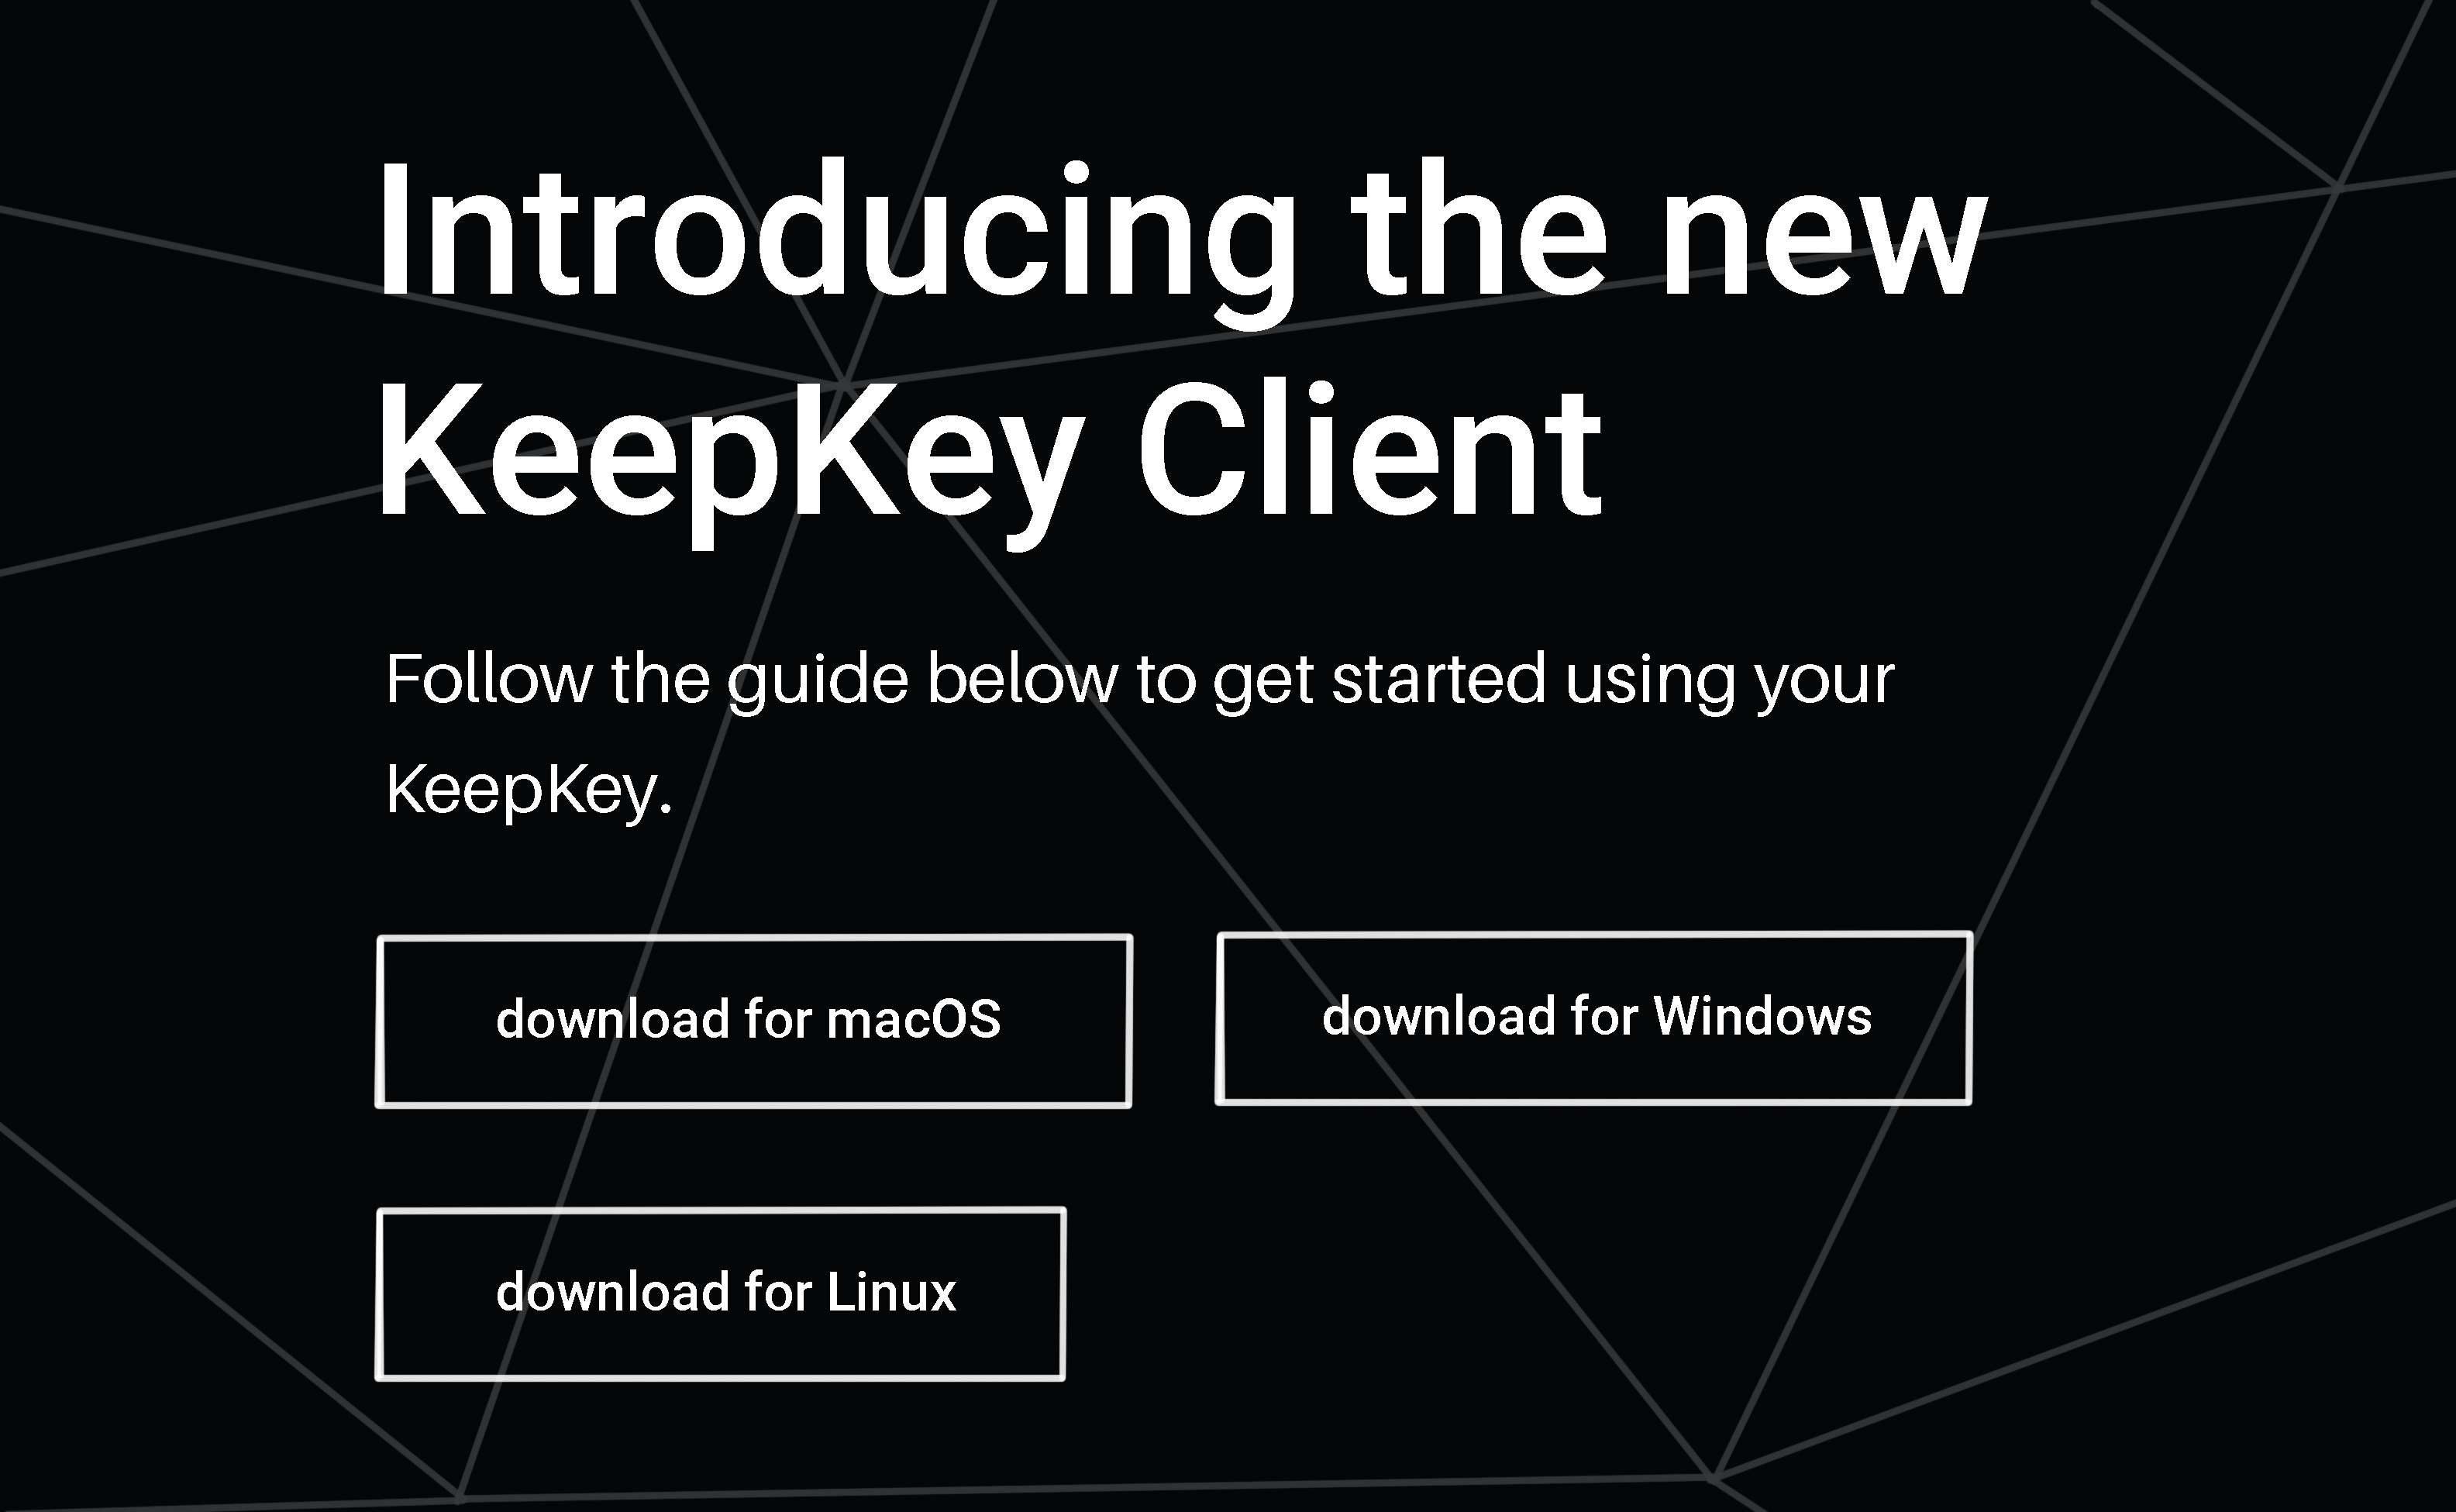 Introducing the new
KeepKey Client
Follow the guide below to get started using your
KeepKey.
download for macOS
download for Windows
download for Linux